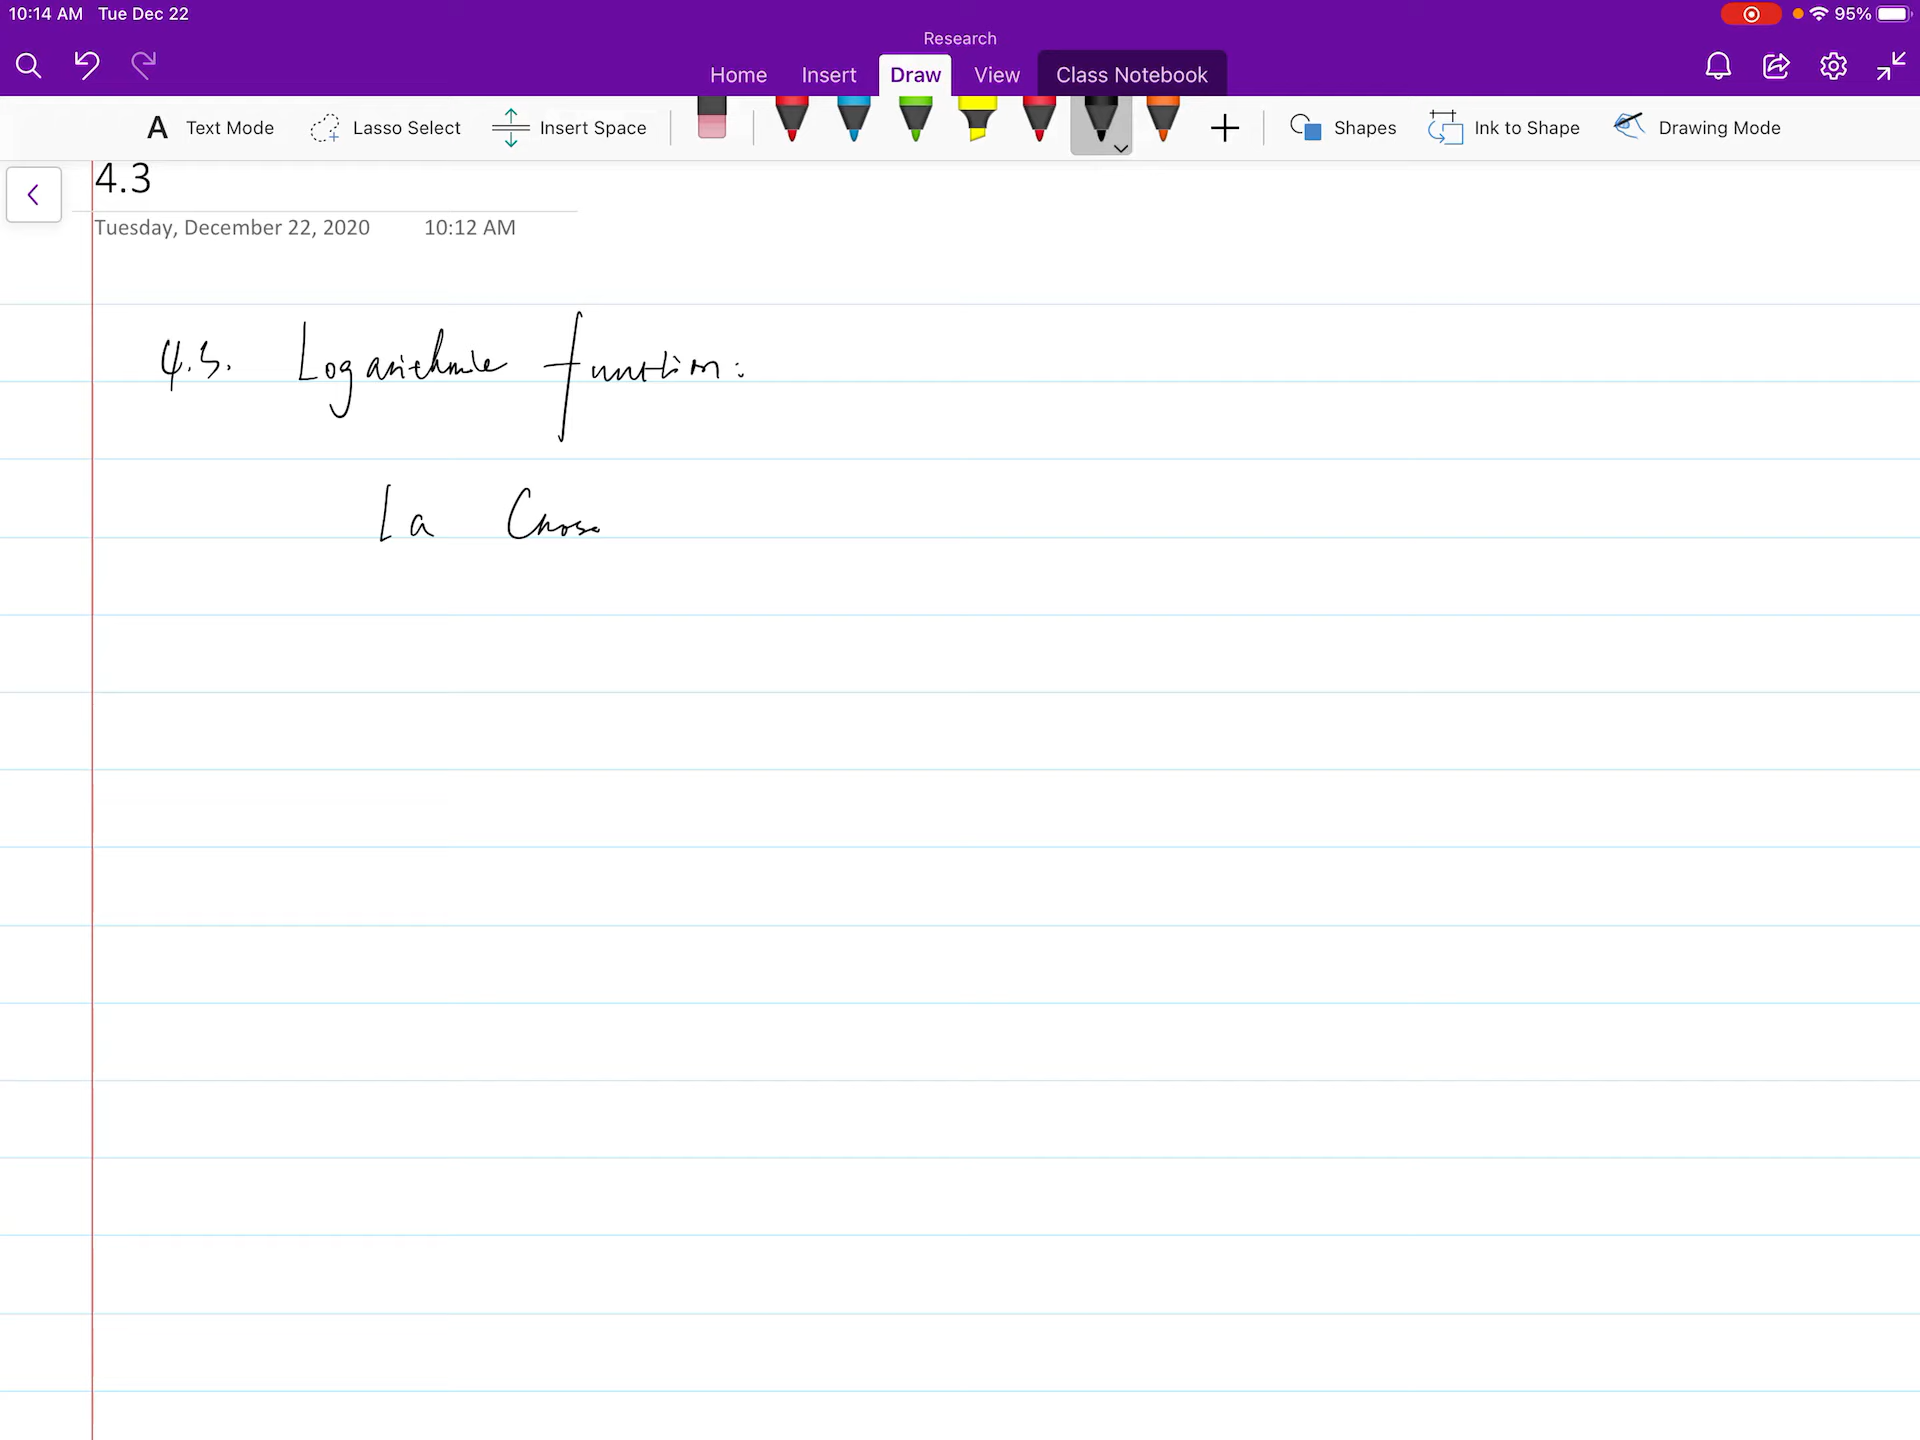 10:14 AM Tue Dec 22 95%
Research
Home Insert Draw View Class Notebook
A Text Mode Lasso Select Insert Space Shapes Ink to Shape Drawing Mode
4.3
Tuesday, December 22, 2020 10:12 AM
4.3. Logarithmic function:
La